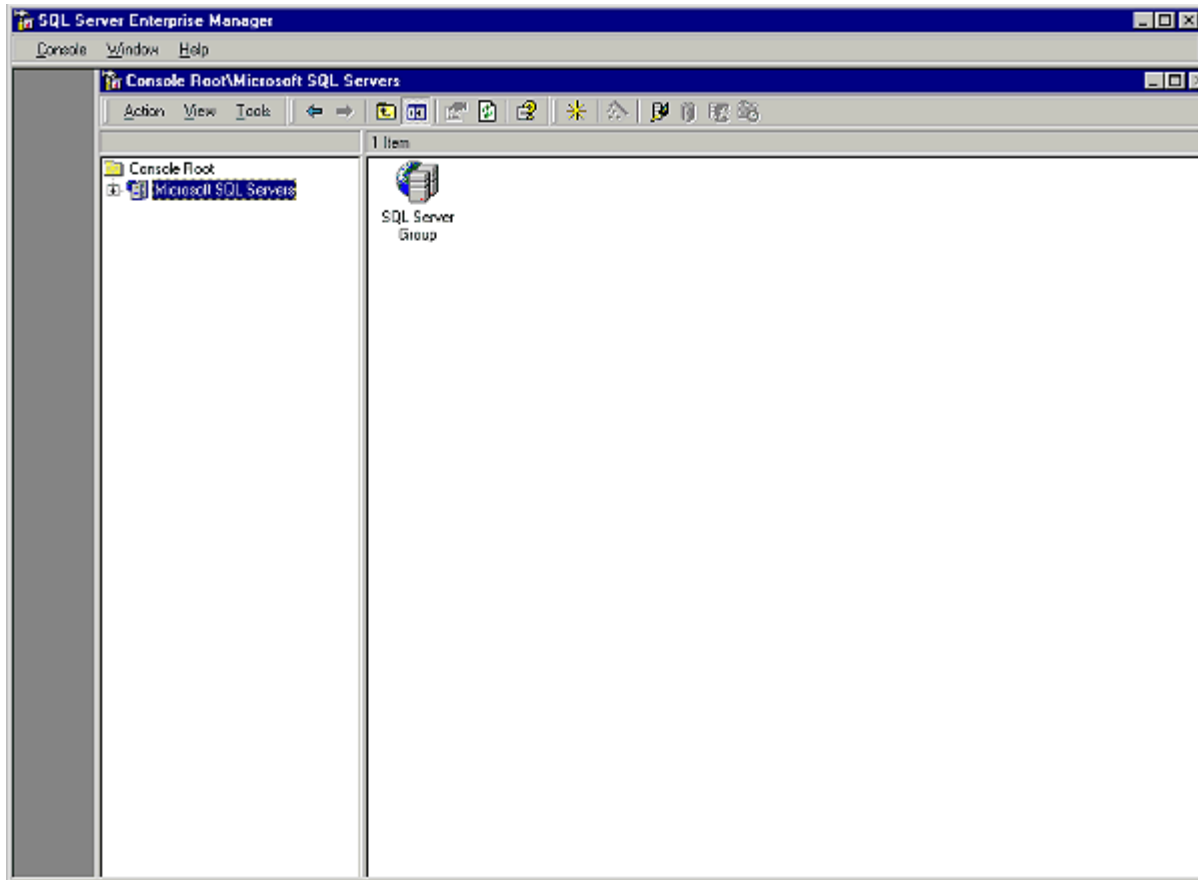 SQL Server Enterprise Manager
Console Window Help
Console Root\Microsoft SQL Servers
Action View Tools
1 Item
Console Root
Microsoft SQL Servers
SQL Server
Group